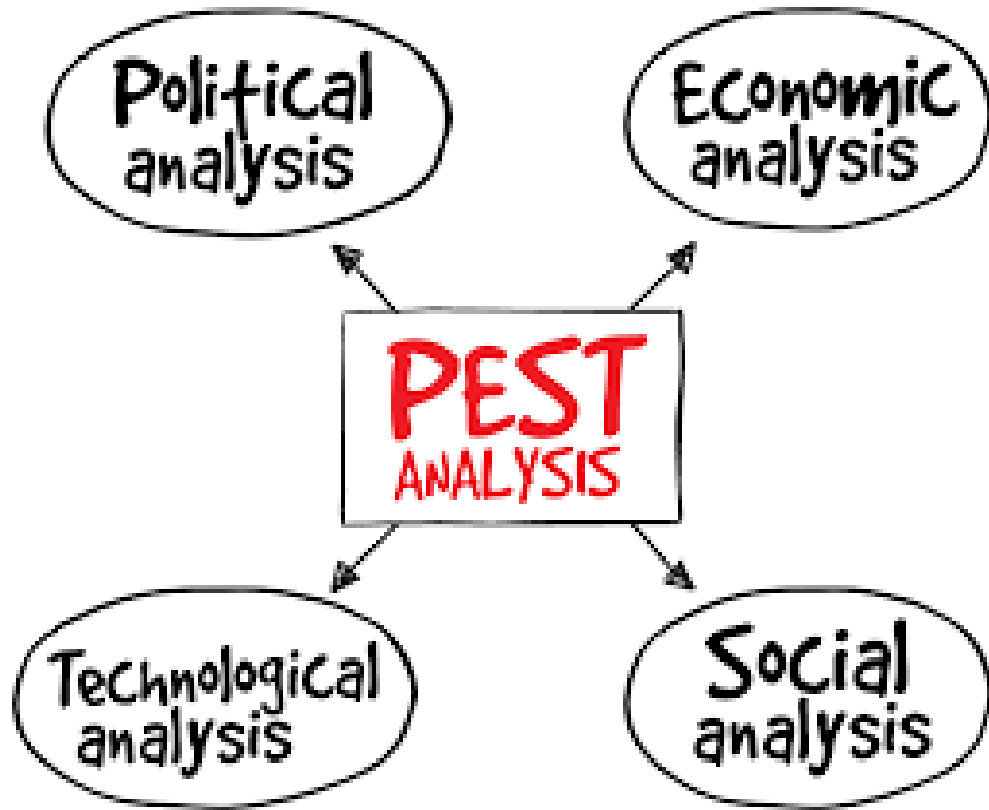 Political
analysis
Economic
analysis
PEST
ANALYSIS
Technological
analysis
Social
analysis